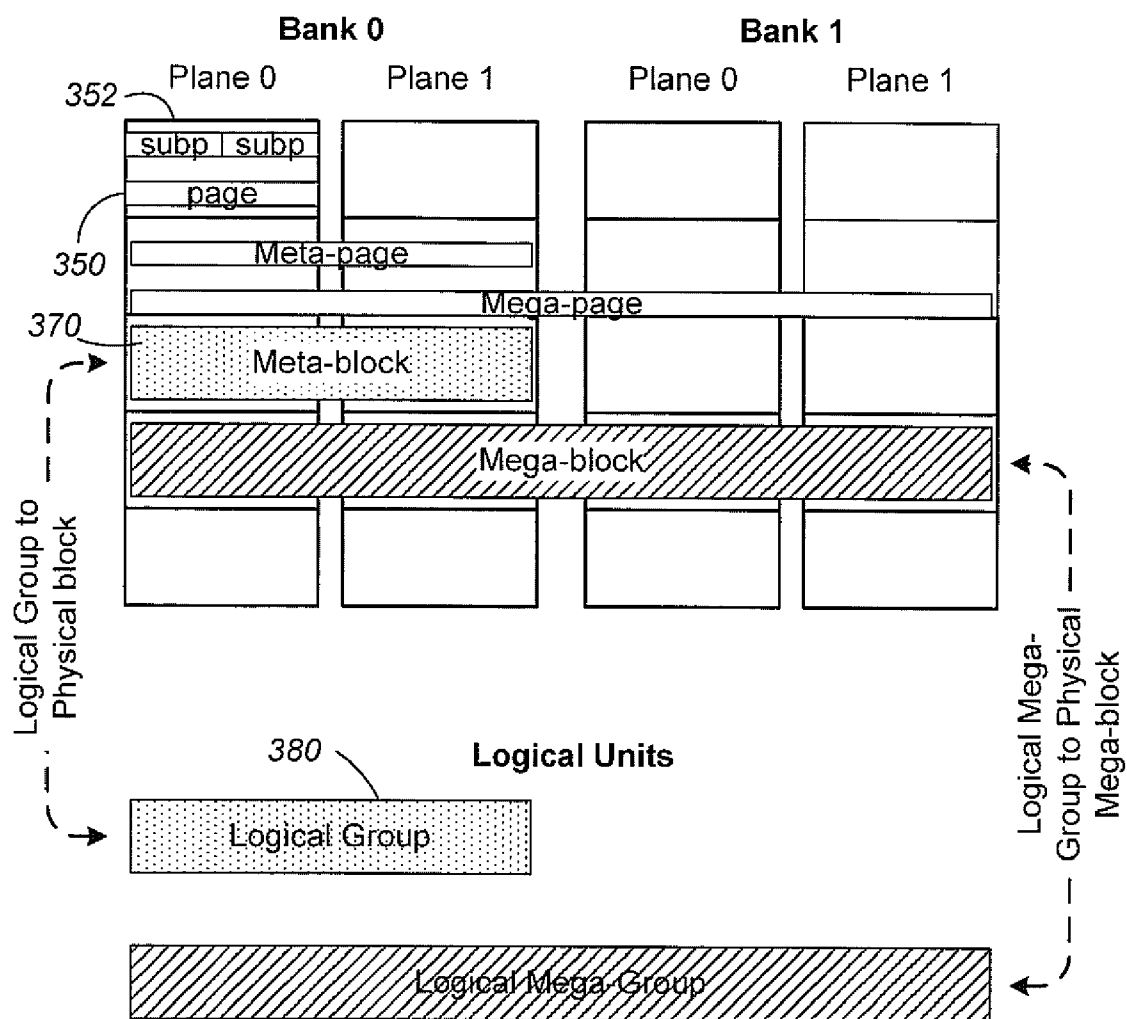 Bank 0
Bank 1
Plane 0
Plane 1
Plane 0
Plane 1
352
subp
subp
page
350
Meta-page
Mega-page
370
Meta-block
Mega-block
Logical Group to
Physical block
Logical Mega-
Group to Physical
Mega-block
380
Logical Units
Logical Group
Logical Mega-Group